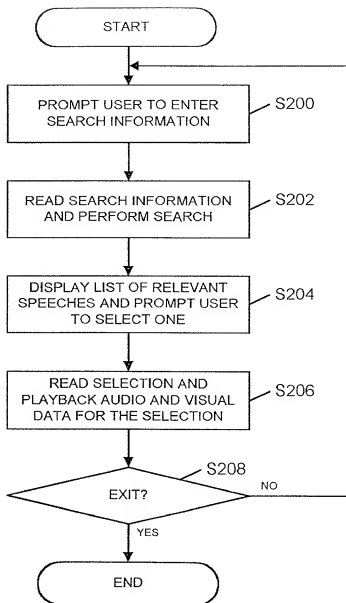 START
PROMPT USER TO ENTER
SEARCH INFORMATION
S200
READ SEARCH INFORMATION
AND PERFORM SEARCH
S202
DISPLAY LIST OF RELEVANT
SPEECHES AND PROMPT USER
TO SELECT ONE
S204
READ SELECTION AND
PLAYBACK AUDIO AND VISUAL
DATA FOR THE SELECTION
S206
S208
EXIT?
NO
YES
END